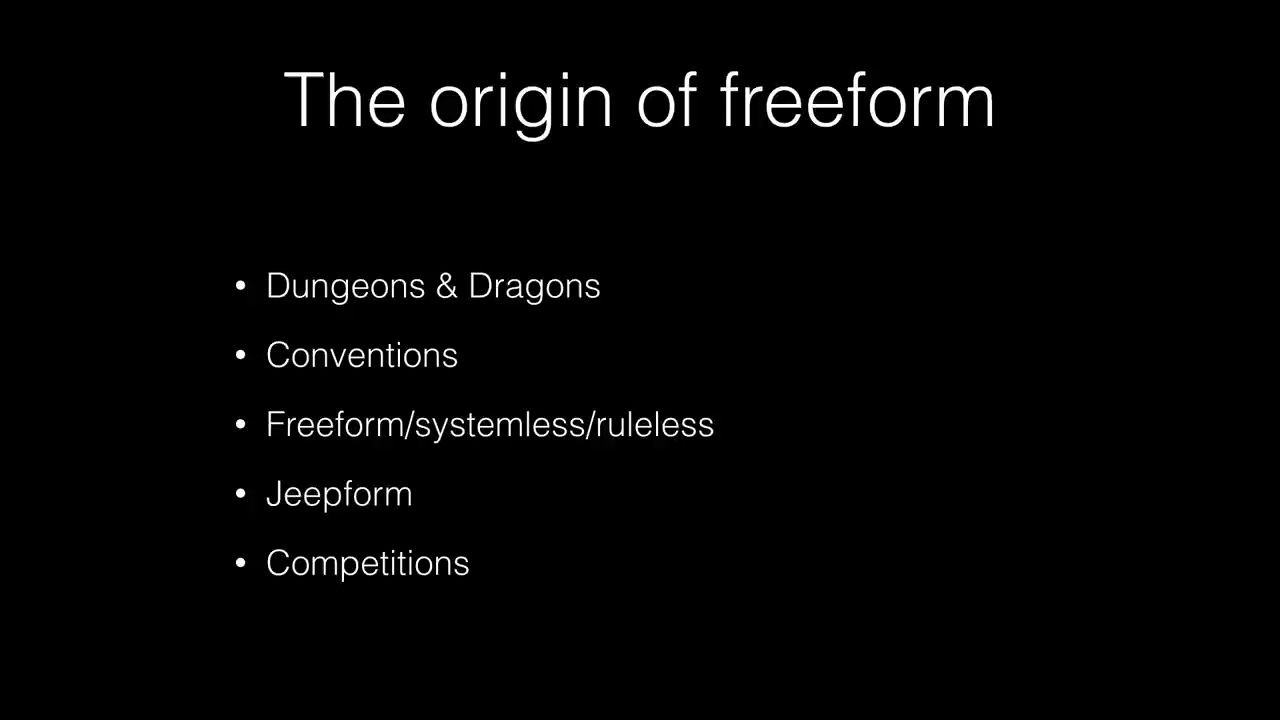 The origin of freeform
• Dungeons & Dragons
• Conventions
• Freeform/systemless/ruleless
• Jeepform
• Competitions